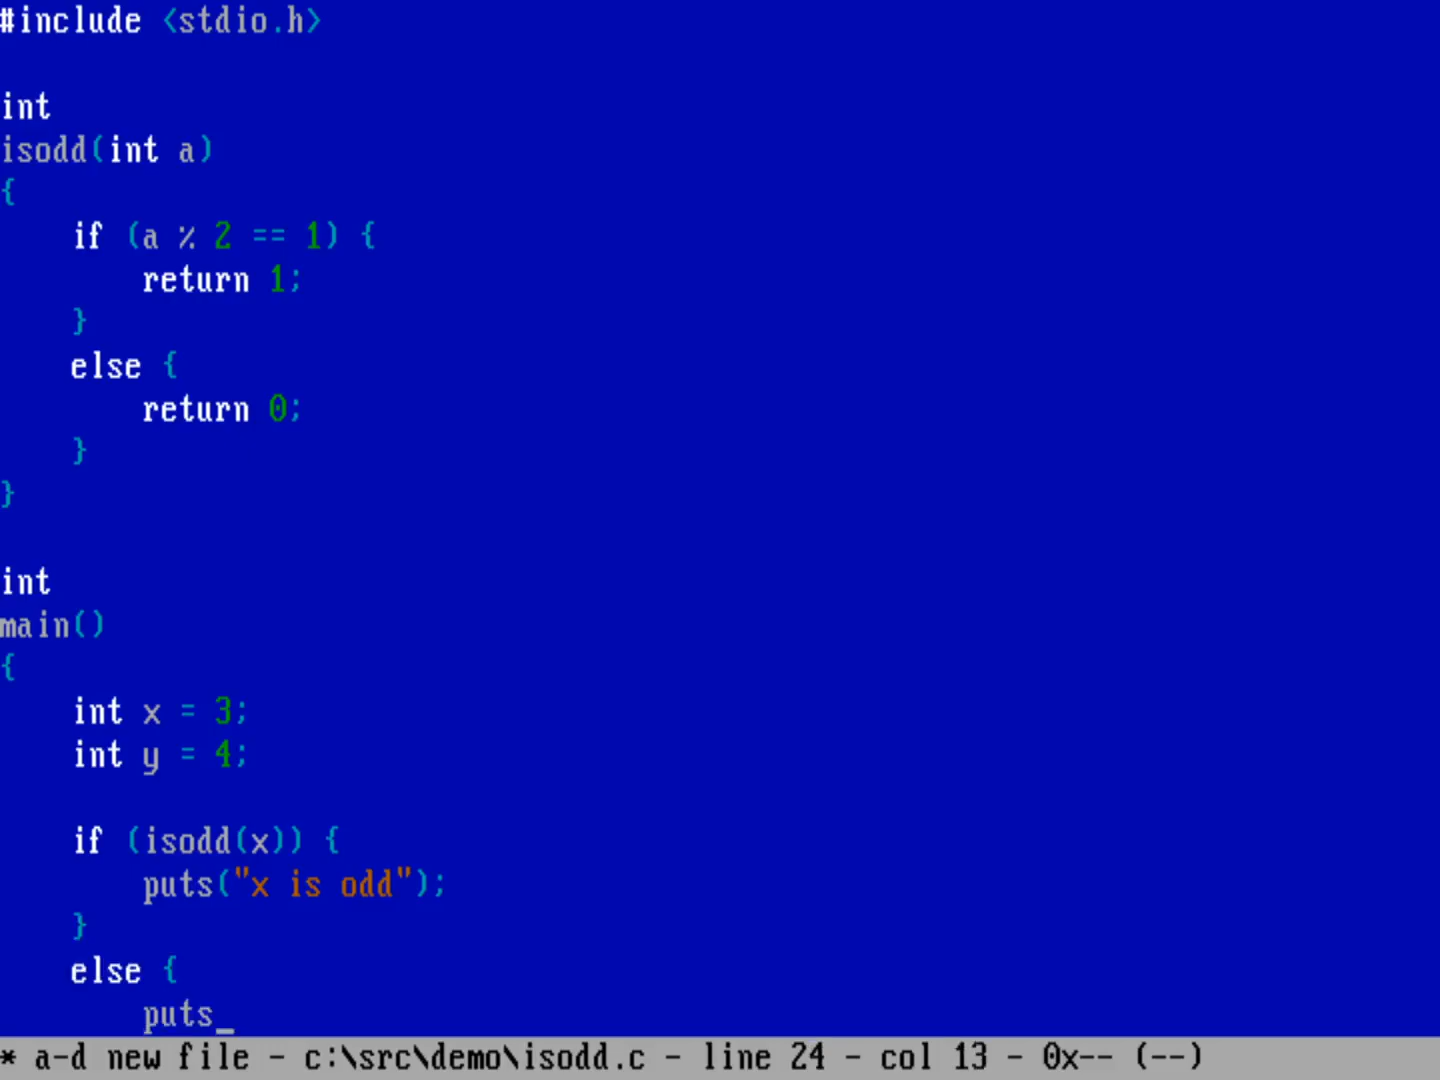 #include <stdio.h>

int
isodd(int a)
{
    if (a % 2 == 1) {
        return 1;
    }
    else {
        return 0;
    }
}

int
main()
{
    int x = 3;
    int y = 4;

    if (isodd(x)) {
        puts("x is odd");
    }
    else {
        puts_
* a-d new file - c:\src\demo\isodd.c - line 24 - col 13 - 0x-- (--)